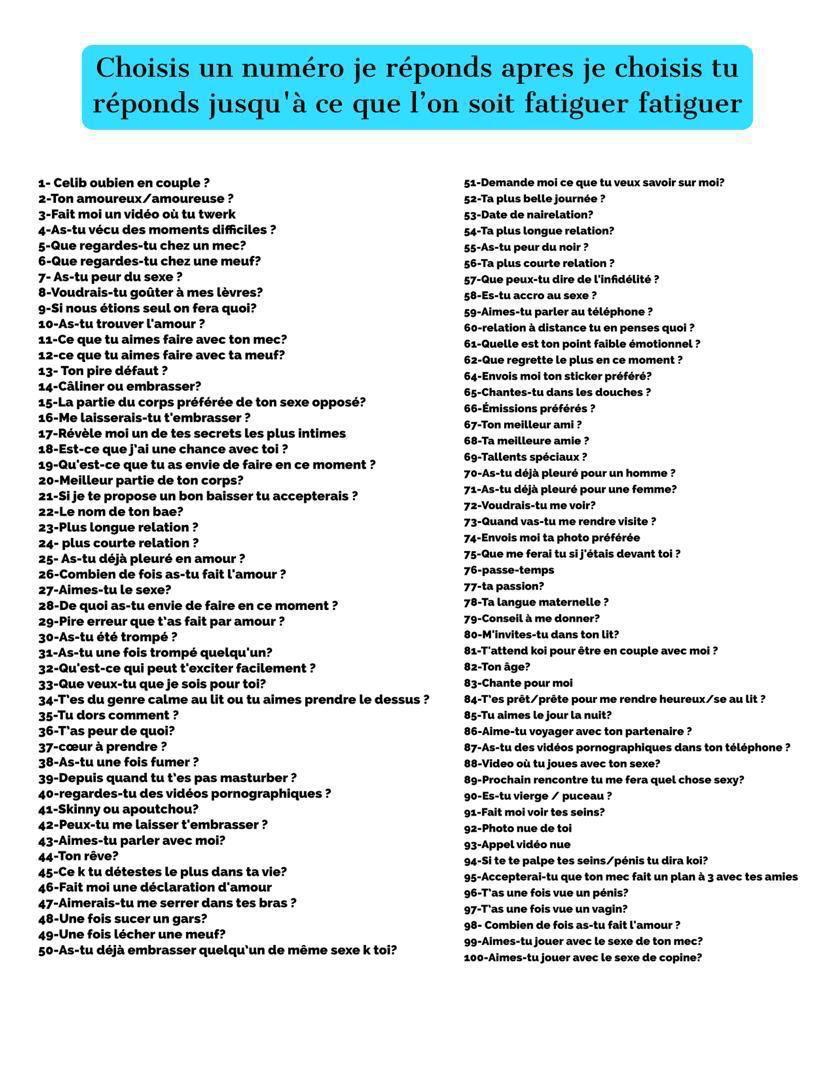 Choisis un numéro je réponds apres je choisis tu
réponds jusqu'à ce que l'on soit fatiguer fatiguer
1- Celib oubien en couple ?
2-Ton amoureux/amoureuse ?
3-Fait moi un vidéo où tu twerk
4-As-tu vécu des moments difficiles ?
5-Que regardes-tu chez un mec?
6-Que regardes-tu chez une meuf?
7- As-tu peur du sexe ?
8-Voudrais-tu goûter à mes lèvres?
9-Si nous étions seul on fera quoi?
10-As-tu trouver l'amour ?
11-Ce que tu aimes faire avec ton mec?
12-ce que tu aimes faire avec ta meuf?
13- Ton pire défaut ?
14-Câliner ou embrasser?
15-La partie du corps préférée de ton sexe opposé?
16-Me laisserais-tu t'embrasser ?
17-Révèle moi un de tes secrets les plus intimes
18-Est-ce que j'ai une chance avec toi ?
19-Qu'est-ce que tu as envie de faire en ce moment ?
20-Meilleur partie de ton corps?
21-Si je te propose un bon baisser tu accepterais ?
22-Le nom de ton bae?
23-Plus longue relation ?
24- plus courte relation ?
25- As-tu déjà pleuré en amour ?
26-Combien de fois as-tu fait l'amour ?
27-Aimes-tu le sexe?
28-De quoi as-tu envie de faire en ce moment ?
29-Pire erreur que t'as fait par amour ?
30-As-tu été trompé ?
31-As-tu une fois trompé quelqu'un?
32-Qu'est-ce qui peut t'exciter facilement ?
33-Que veux-tu que je sois pour toi?
34-T'es du genre calme au lit ou tu aimes prendre le dessus ?
35-Tu dors comment ?
36-T'as peur de quoi?
37-cœur à prendre ?
38-As-tu une fois fumer ?
39-Depuis quand tu t'es pas masturber ?
40-regardes-tu des vidéos pornographiques ?
41-Skinny ou apoutchou?
42-Peux-tu me laisser t'embrasser ?
43-Aimes-tu parler avec moi?
44-Ton rêve?
45-Ce k tu détestes le plus dans ta vie?
46-Fait moi une déclaration d'amour
47-Aimerais-tu me serrer dans tes bras ?
48-Une fois sucer un gars?
49-Une fois lécher une meuf?
50-As-tu déjà embrasser quelqu'un de même sexe k toi?
51-Demande moi ce que tu veux savoir sur moi?
52-Ta plus belle journée ?
53-Date de nairelation?
54-Ta plus longue relation?
55-As-tu peur du noir ?
56-Ta plus courte relation ?
57-Que peux-tu dire de l'infidélité ?
58-Es-tu accro au sexe ?
59-Aimes-tu parler au téléphone ?
60-relation à distance tu en penses quoi ?
61-Quelle est ton point faible émotionnel ?
62-Que regrette le plus en ce moment ?
64-Envois moi ton sticker préféré?
65-Chantes-tu dans les douches ?
66-Émissions préférés ?
67-Ton meilleur ami ?
68-Ta meilleure amie ?
69-Tallents spéciaux ?
70-As-tu déjà pleuré pour un homme ?
71-As-tu déjà pleuré pour une femme?
72-Voudrais-tu me voir?
73-Quand vas-tu me rendre visite ?
74-Envois moi ta photo préférée
75-Que me ferai tu si j'étais devant toi ?
76-passe-temps
77-ta passion?
78-Ta langue maternelle ?
79-Conseil à me donner?
80-M'invites-tu dans ton lit?
81-T'attend koi pour être en couple avec moi ?
82-Ton âge?
83-Chante pour moi
84-T'es prêt/prête pour me rendre heureux/se au lit ?
85-Tu aimes le jour la nuit?
86-Aime-tu voyager avec ton partenaire ?
87-As-tu des vidéos pornographiques dans ton téléphone ?
88-Video où tu joues avec ton sexe?
89-Prochain rencontre tu me fera quel chose sexy?
90-Es-tu vierge / puceau ?
91-Fait moi voir tes seins?
92-Photo nue de toi
93-Appel vidéo nue
94-Si te te palpe tes seins/pénis tu dira koi?
95-Accepterai-tu que ton mec fait un plan à 3 avec tes amies
96-T'as une fois vue un pénis?
97-T'as une fois vue un vagin?
98- Combien de fois as-tu fait l'amour ?
99-Aimes-tu jouer avec le sexe de ton mec?
100-Aimes-tu jouer avec le sexe de copine?